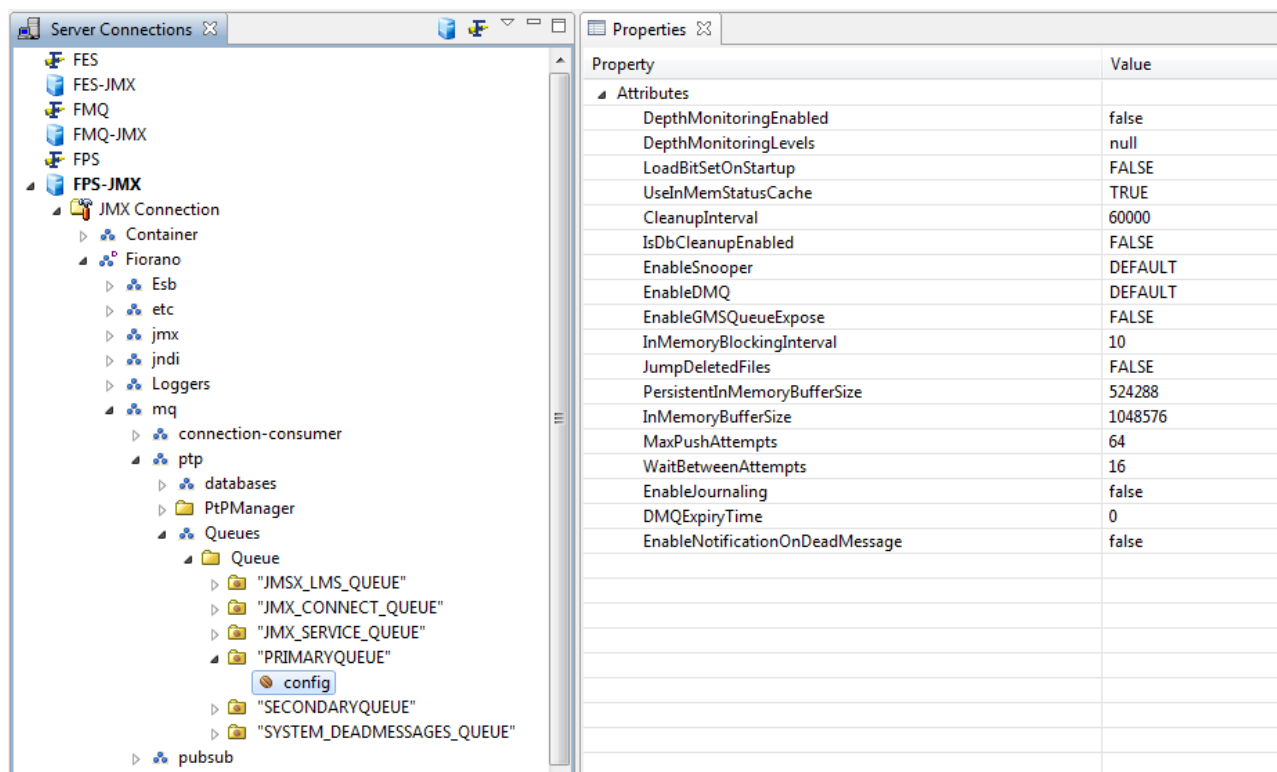 Server Connections
FES
FES-JMX
FMQ
FMQ-JMX
FPS
FPS-JMX
JMX Connection
Container
Fiorano
Esb
etc
jmx
jndi
Loggers
mq
connection-consumer
ptp
databases
PtPManager
Queues
Queue
"JMSX_LMS_QUEUE"
"JMX_CONNECT_QUEUE"
"JMX_SERVICE_QUEUE"
"PRIMARYQUEUE"
config
"SECONDARYQUEUE"
"SYSTEM_DEADMESSAGES_QUEUE"
pubsub
Properties
Property Value
Attributes
DepthMonitoringEnabled false
DepthMonitoringLevels null
LoadBitSetOnStartup FALSE
UseInMemStatusCache TRUE
CleanupInterval 60000
IsDbCleanupEnabled FALSE
EnableSnooper DEFAULT
EnableDMQ DEFAULT
EnableGMSQueueExpose FALSE
InMemoryBlockingInterval 10
JumpDeletedFiles FALSE
PersistentInMemoryBufferSize 524288
InMemoryBufferSize 1048576
MaxPushAttempts 64
WaitBetweenAttempts 16
EnableJournaling false
DMQExpiryTime 0
EnableNotificationOnDeadMessage false